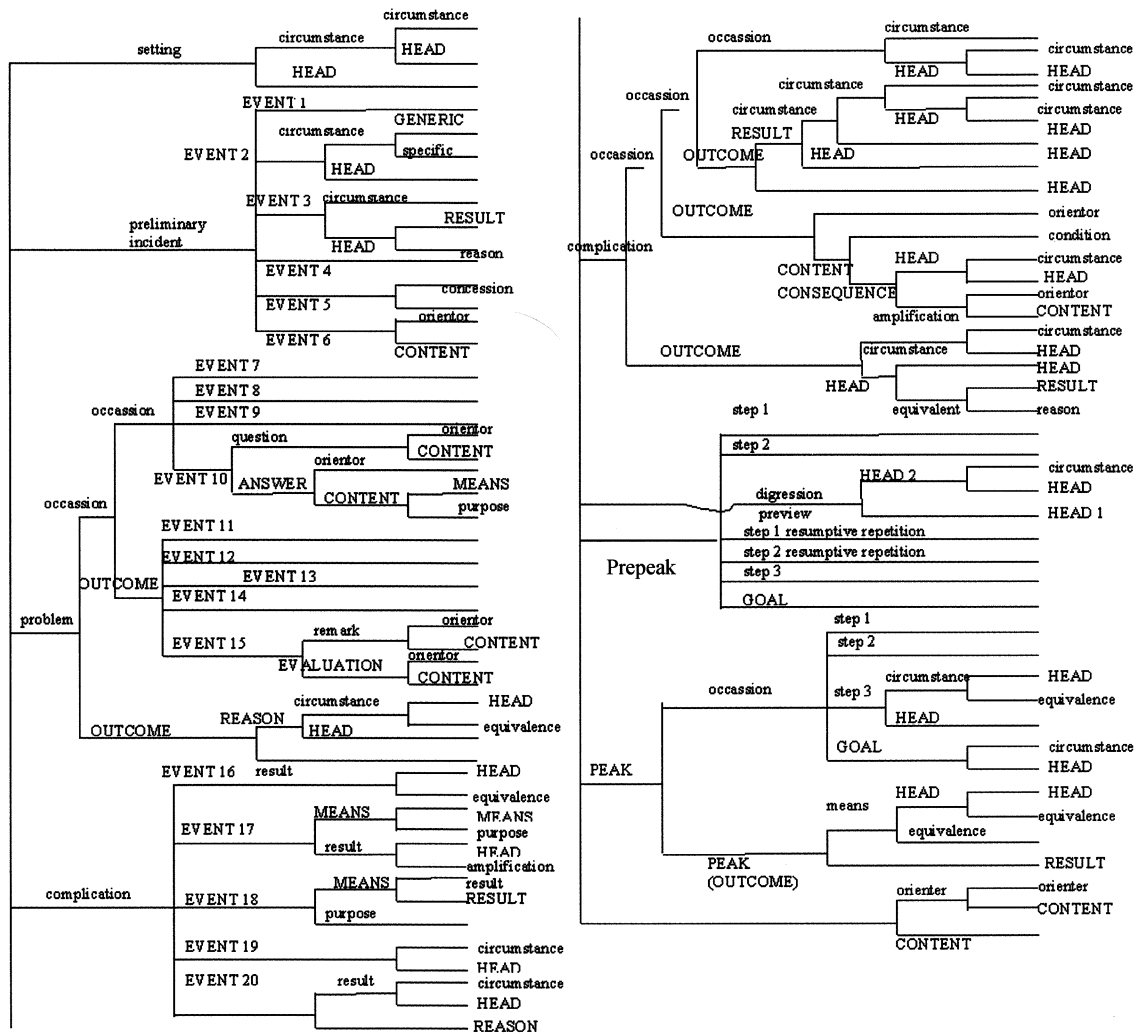 circumstance
circumstance
setting
HEAD
HEAD
EVENT 1
GENERIC
circumstance
EVENT 2
specific
HEAD
EVENT 3
circumstance
RESULT
preliminary
incident
HEAD
reason
EVENT 4
concession
EVENT 5
orientor
EVENT 6
CONTENT
EVENT 7
EVENT 8
occassion
EVENT 9
question
orientor
CONTENT
EVENT 10
orientor
ANSWER
MEANS
CONTENT
purpose
occassion
EVENT 11
EVENT 12
OUTCOME
EVENT 13
EVENT 14
problem
orientor
remark
EVENT 15
CONTENT
orientor
EVALUATION
CONTENT
HEAD
circumstance
REASON
equivalence
OUTCOME
HEAD
EVENT 16
result
HEAD
equivalence
MEANS
MEANS
EVENT 17
purpose
result
HEAD
amplification
MEANS
result
complication
EVENT 18
RESULT
purpose
EVENT 19
circumstance
HEAD
EVENT 20
result
circumstance
HEAD
REASON
circumstance
occassion
circumstance
HEAD
HEAD
circumstance
occassion
circumstance
circumstance
HEAD
HEAD
RESULT
occassion
OUTCOME
HEAD
HEAD
HEAD
OUTCOME
orientor
complication
condition
HEAD
circumstance
CONTENT
HEAD
CONSEQUENCE
orientor
amplification
CONTENT
circumstance
OUTCOME
circumstance
HEAD
HEAD
HEAD
RESULT
equivalent
reason
step 1
step 2
HEAD 2
circumstance
digression
HEAD
preview
HEAD 1
step 1 resumptive repetition
step 2 resumptive repetition
Prepeak
step 3
GOAL
step 1
step 2
circumstance
HEAD
occassion
step 3
equivalence
HEAD
GOAL
circumstance
PEAK
HEAD
HEAD
HEAD
means
equivalence
equivalence
PEAK
(OUTCOME)
RESULT
orienter
orienter
CONTENT
CONTENT